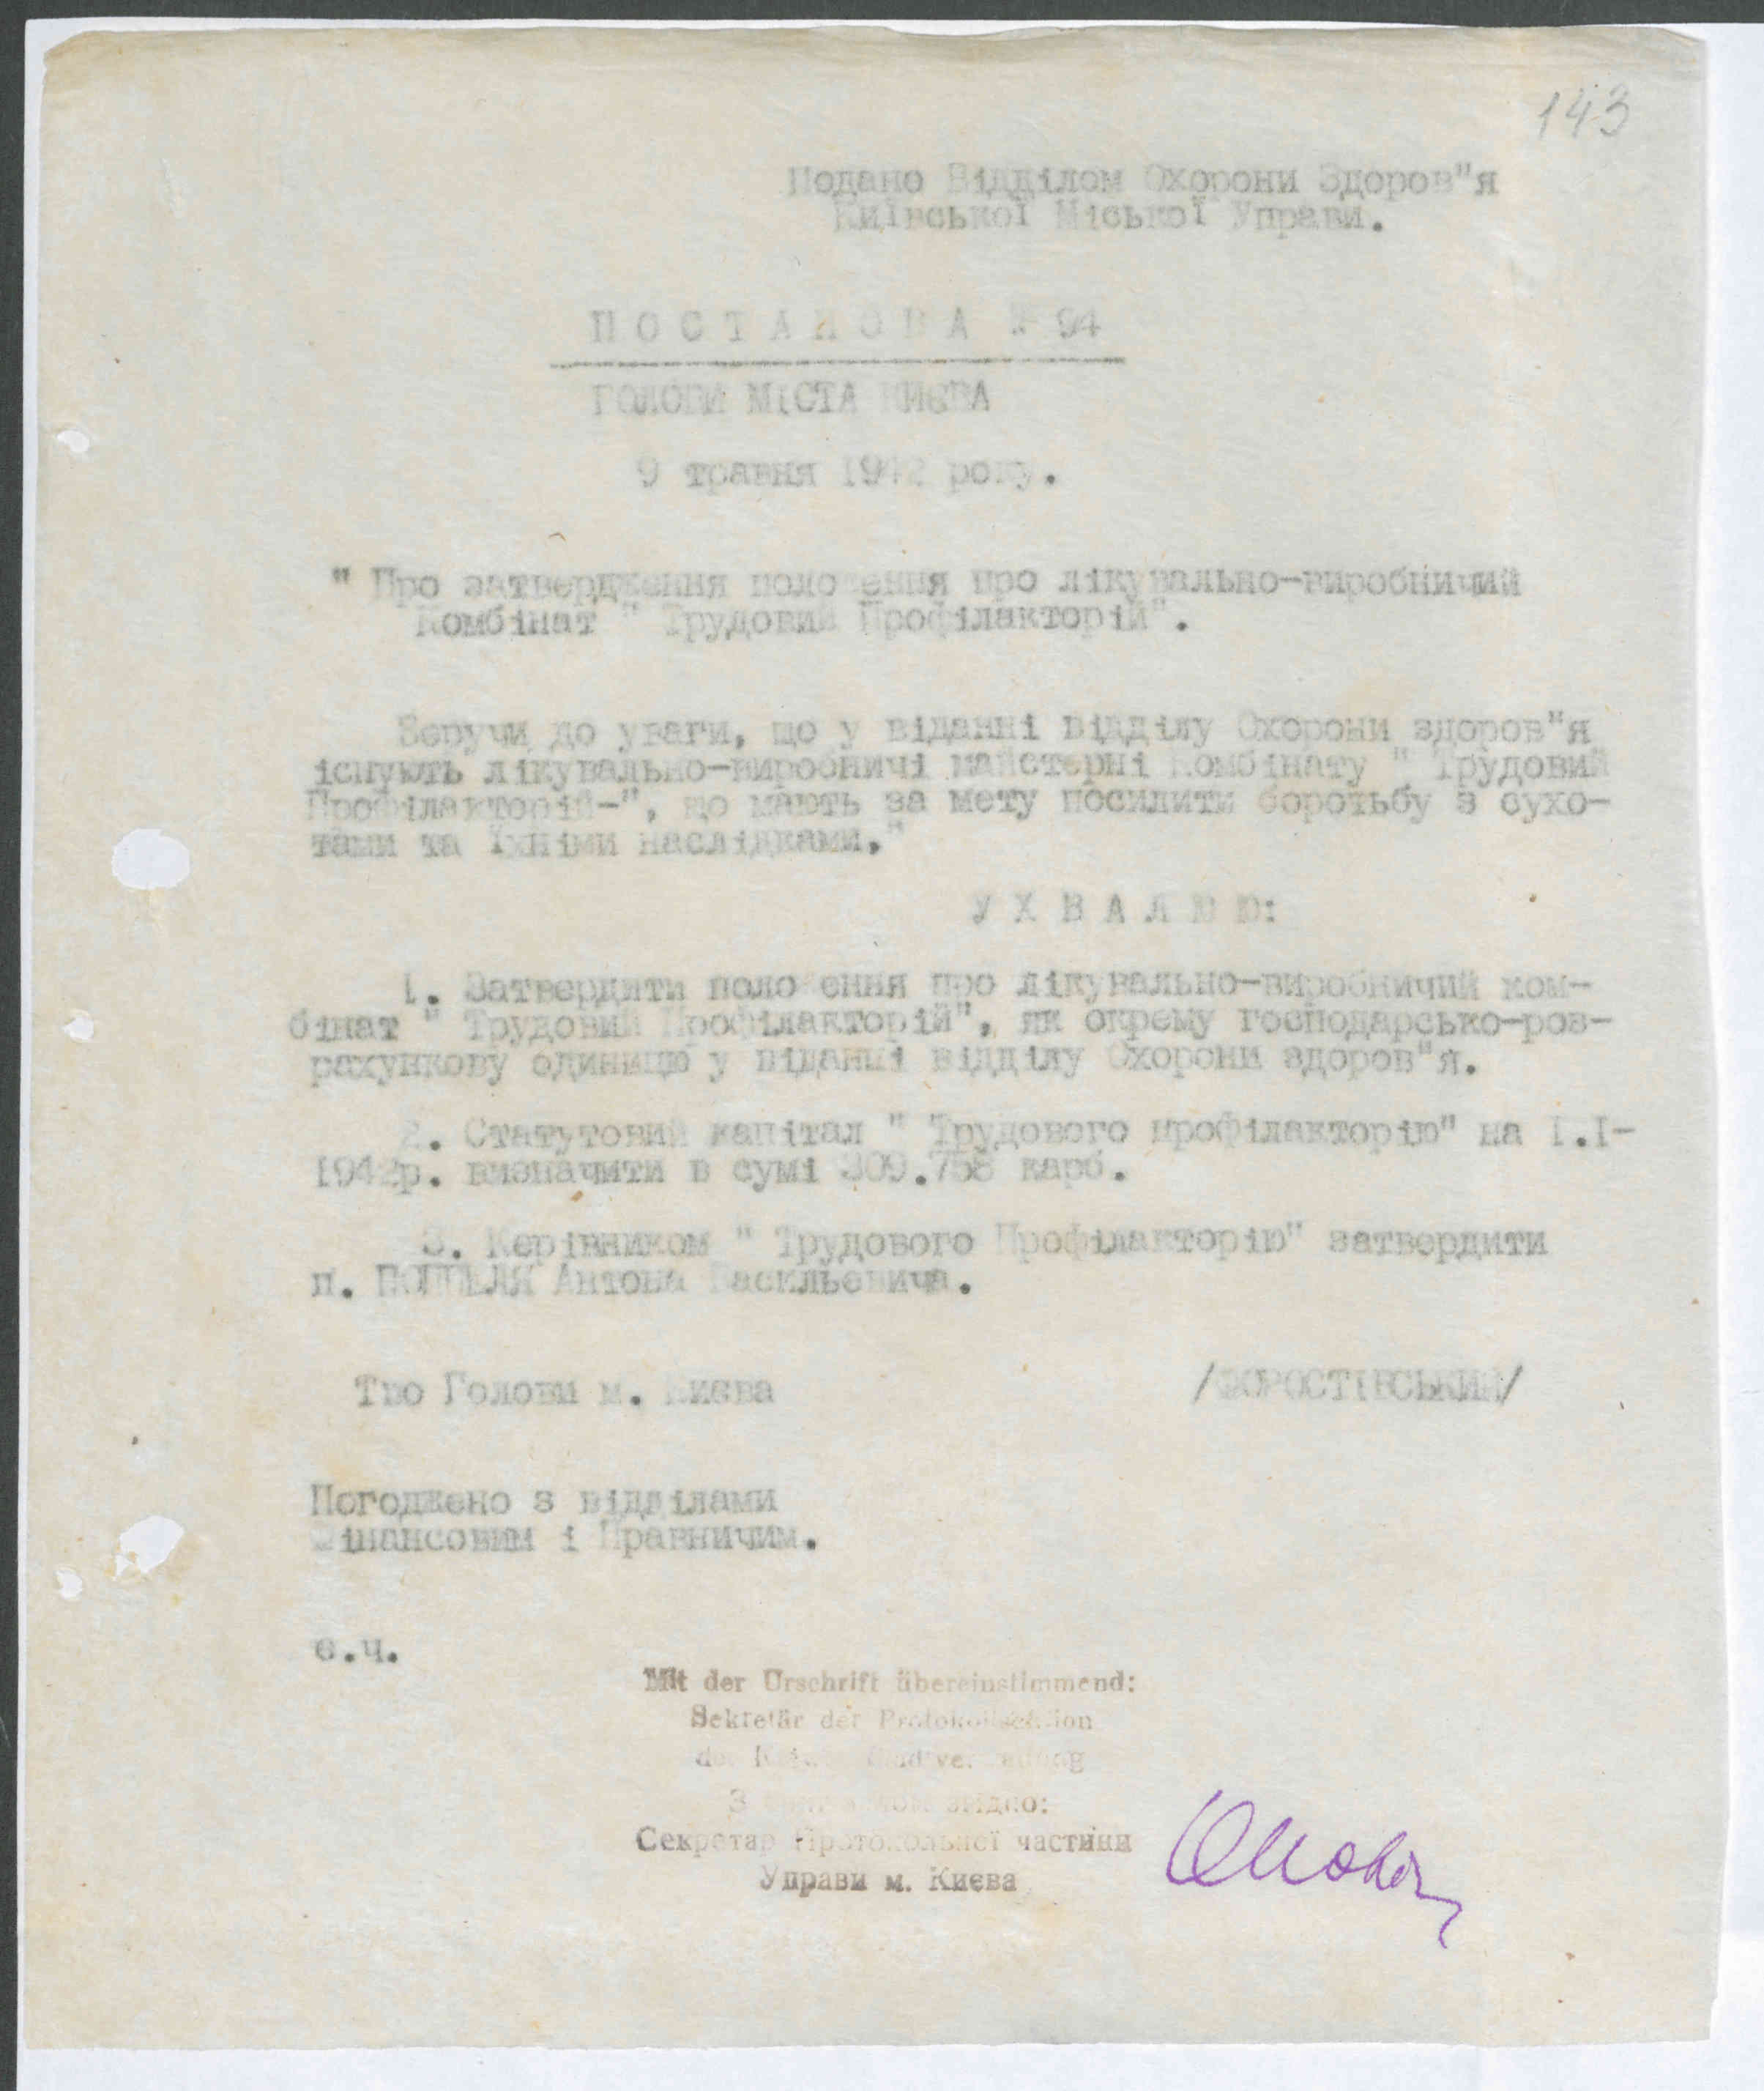 143
Подано Відділом Охорони Здоров"я
Київської Міської Управи.
П О С Т А Н О В А № 94
ГОЛОВИ МІСТА КИЄВА
9 травня 1942 року.
" Про затвердження положення про лікувально-виробничий
Комбінат " Трудовий Профілакторій".
Беручи до уваги, що у віданні відділу Охорони здоров"я
існують лікувально-виробничі майстерні Комбінату " Трудовий
Профілакторій-", що мають за мету посилити боротьбу з сухо-
тами та їхніми наслідками."
У Х В А Л Ю Ю:
1. Затвердити положення про лікувально-виробничий ком-
бінат " Трудовий Профілакторій", як окрему господарсько-роз-
рахункову одиницю у віданні відділу Охорони здоров"я.
2. Статутовий капітал " Трудового профілакторію" на I.I-
1942р. визначити в сумі 309.758 карб.
3. Керівником " Трудового Профілакторію" затвердити
п. Антона Васильевича.
Тво Голови м. Києва /ФОРОСТІВСЬКИЙ/
Погоджено з відділами
Фінансовим і Правничим.
є.ч.
Mit der Urschrift übereinstimmend:
Sekretär der Protokollsektion
der
З згідно:
Секретар Протокольної частини
Управи м. Києва